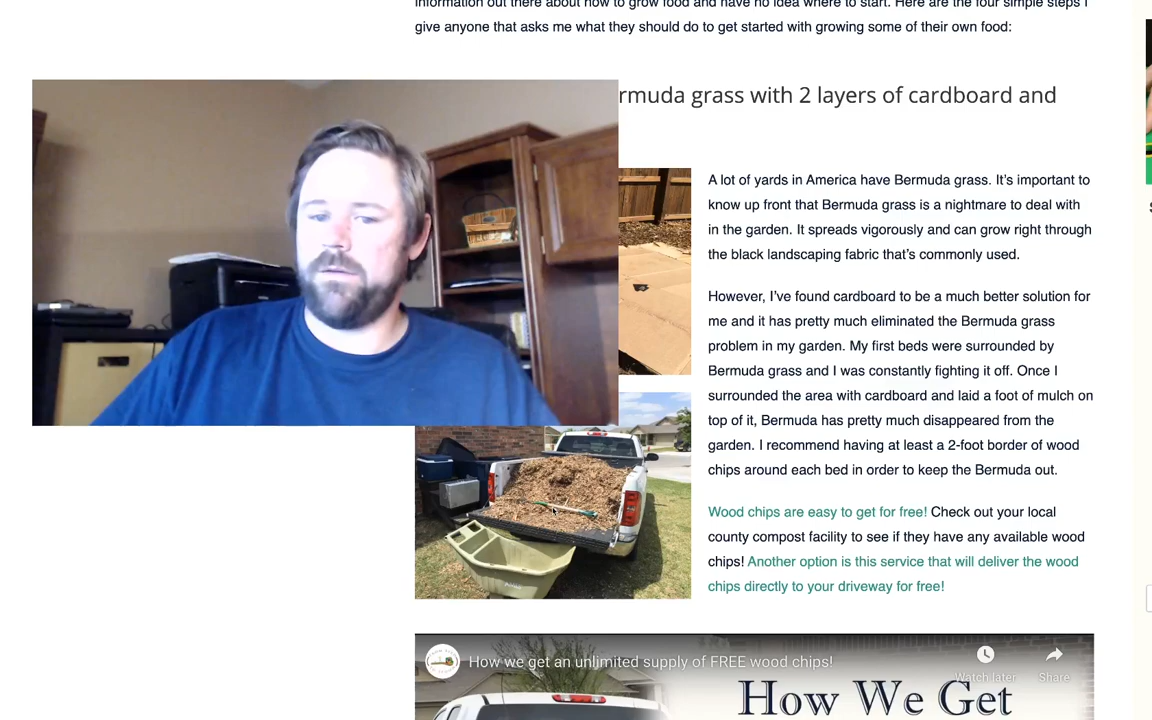 information out there about how to grow food and have no idea where to start. Here are the four simple steps I
give anyone that asks me what they should do to get started with growing some of their own food:
rmuda grass with 2 layers of cardboard and
A lot of yards in America have Bermuda grass. It's important to
know up front that Bermuda grass is a nightmare to deal with
in the garden. It spreads vigorously and can grow right through
the black landscaping fabric that's commonly used.
However, I've found cardboard to be a much better solution for
me and it has pretty much eliminated the Bermuda grass
problem in my garden. My first beds were surrounded by
Bermuda grass and I was constantly fighting it off. Once I
surrounded the area with cardboard and laid a foot of mulch on
top of it, Bermuda has pretty much disappeared from the
garden. I recommend having at least a 2-foot border of wood
chips around each bed in order to keep the Bermuda out.
Wood chips are easy to get for free! Check out your local
county compost facility to see if they have any available wood
chips! Another option is this service that will deliver the wood
chips directly to your driveway for free!
How we get an unlimited supply of FREE wood chips!
Watch later
Share
How We Get